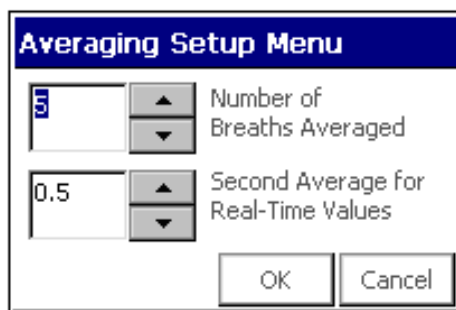 Averaging Setup Menu
5
Number of
Breaths Averaged
0.5
Second Average for
Real-Time Values
OK
Cancel